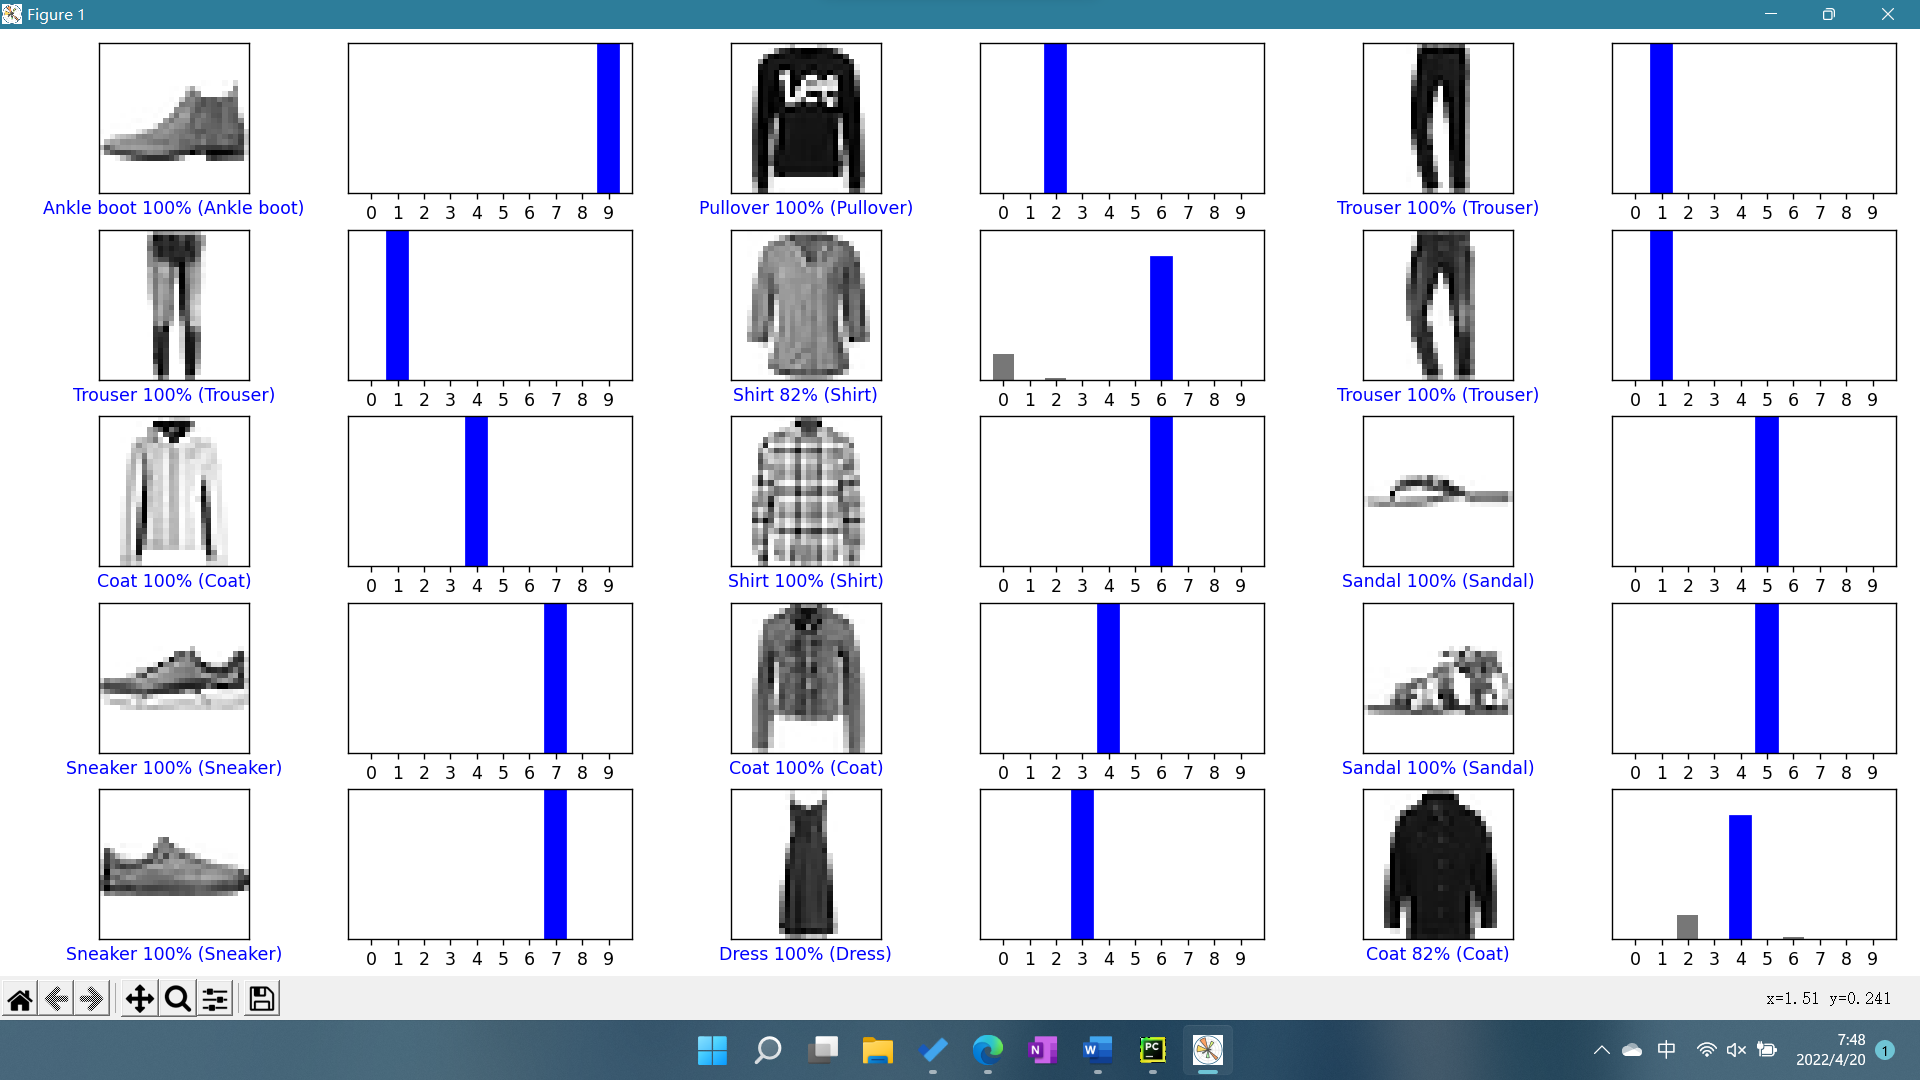 Figure 1
Lee
0 1 2 3 4 5 6 7 8 9
0 1 2 3 4 5 6 7 8 9
0 1 2 3 4 5 6 7 8 9
Ankle boot 100% (Ankle boot)
Pullover 100% (Pullover)
Trouser 100% (Trouser)
0 1 2 3 4 5 6 7 8 9
0 1 2 3 4 5 6 7 8 9
0 1 2 3 4 5 6 7 8 9
Trouser 100% (Trouser)
Shirt 82% (Shirt)
Trouser 100% (Trouser)
0 1 2 3 4 5 6 7 8 9
0 1 2 3 4 5 6 7 8 9
0 1 2 3 4 5 6 7 8 9
Coat 100% (Coat)
Shirt 100% (Shirt)
Sandal 100% (Sandal)
0 1 2 3 4 5 6 7 8 9
0 1 2 3 4 5 6 7 8 9
0 1 2 3 4 5 6 7 8 9
Sneaker 100% (Sneaker)
Coat 100% (Coat)
Sandal 100% (Sandal)
0 1 2 3 4 5 6 7 8 9
0 1 2 3 4 5 6 7 8 9
0 1 2 3 4 5 6 7 8 9
Sneaker 100% (Sneaker)
Dress 100% (Dress)
Coat 82% (Coat)
x=1.51 y=0.241
N
W
PC
中
7:48
2022/4/20
1